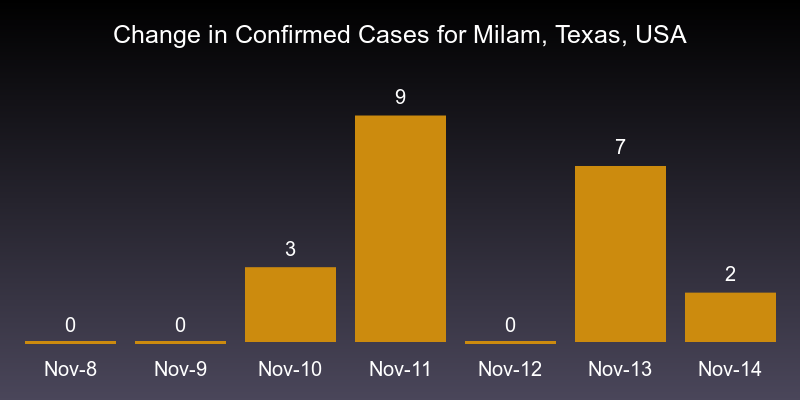 Change in Confirmed Cases for Milam, Texas, USA
9
7
3
2
0
0
0
Nov-8
Nov-9
Nov-10
Nov-11
Nov-12
Nov-13
Nov-14